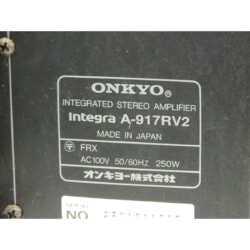 ONKYO
INTEGRATED STEREO AMPLIFIER
Integra A-917RV2
MADE IN JAPAN
FRX
AC100V 50/60HZ 250W
オンキヨー株式会社
NO.